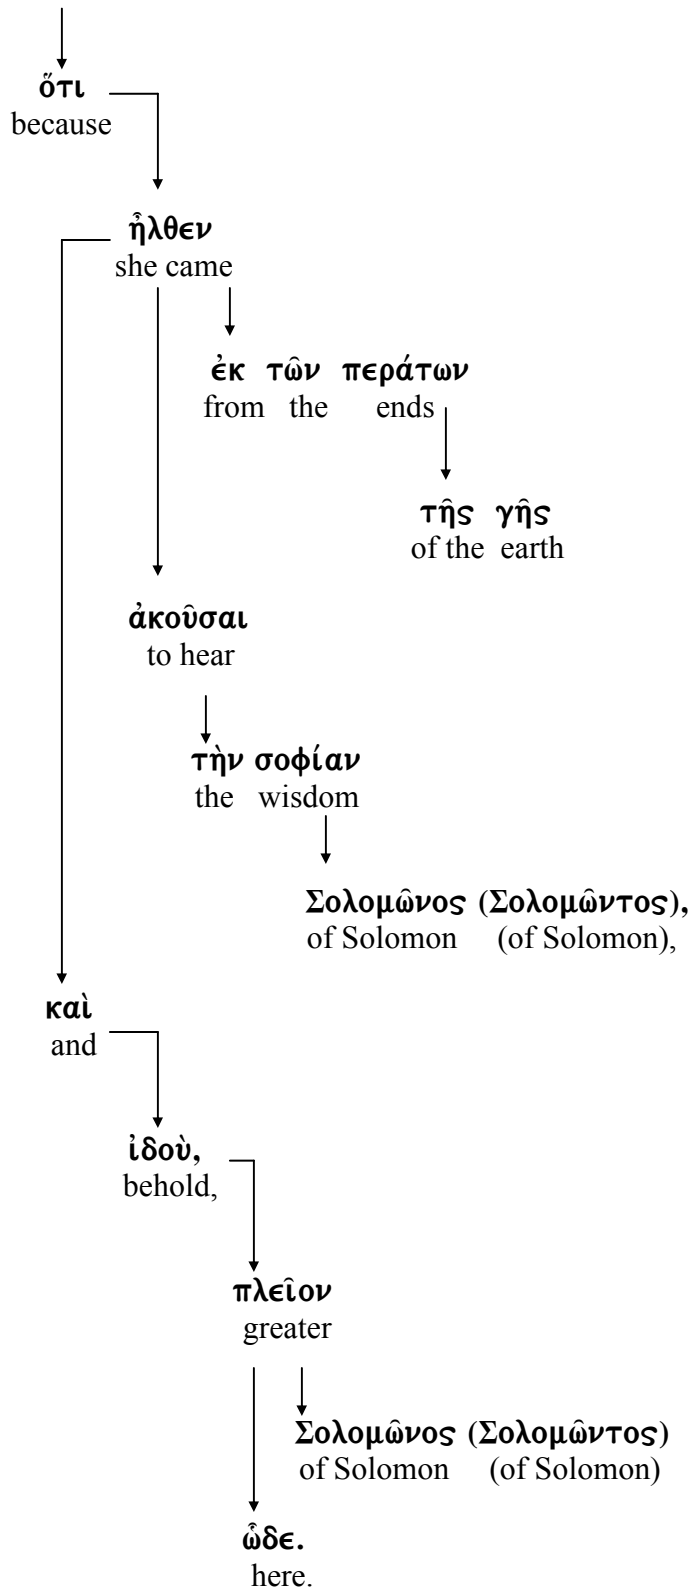 ὅτι
because
ἦλθεν
she came
ἐκ τῶν περάτων
from the ends
τῆς γῆς
of the earth
ἀκοῦσαι
to hear
τὴν σοφίαν
the wisdom
Σολομῶνος (Σολομῶντος),
of Solomon (of Solomon),
καὶ
and
ἰδοὺ,
behold,
πλεῖον
greater
Σολομῶνος (Σολομῶντος)
of Solomon (of Solomon)
ὧδε.
here.